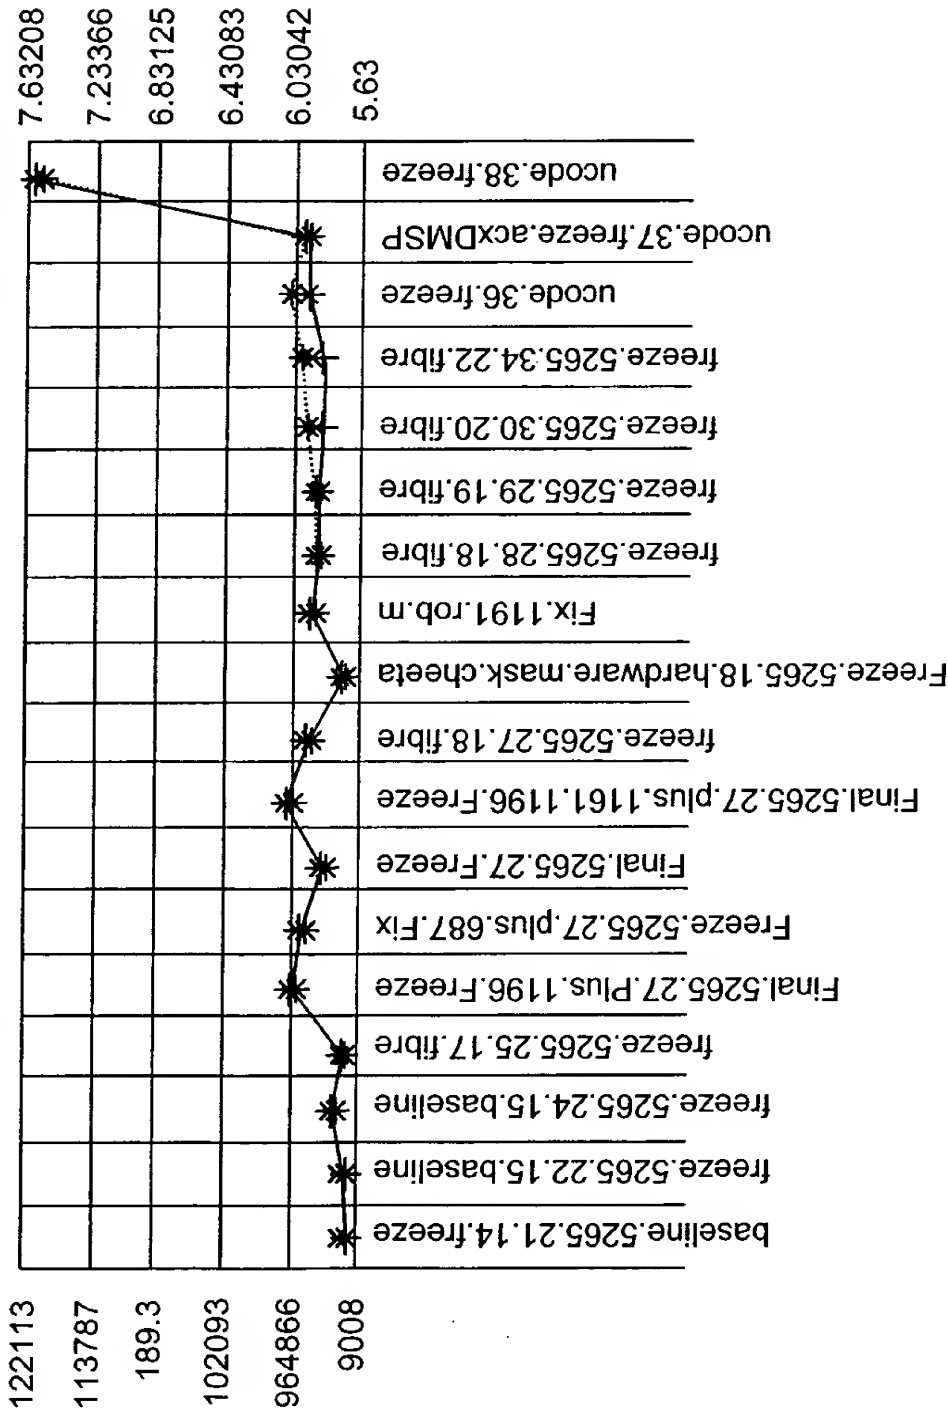 7.63208
7.23366
6.83125
6.43083
6.03042
5.63
ucode.38.freeze
ucode.37.freeze.acxDMSP
ucode.36.freeze
freeze.5265.34.22.fibre
freeze.5265.30.20.fibre
freeze.5265.29.19.fibre
freeze.5265.28.18.fibre
Fix.1191.rob.m
Freeze.5265.18.hardware.mask.cheeta
freeze.5265.27.18.fibre
Final.5265.27.plus.1161.1196.Freeze
Final.5265.27.Freeze
Freeze.5265.27.plus.687.Fix
Final.5265.27.Plus.1196.Freeze
freeze.5265.25.17.fibre
freeze.5265.24.15.baseline
freeze.5265.22.15.baseline
baseline.5265.21.14.freeze
122113
113787
189.3
102093
964866
9008